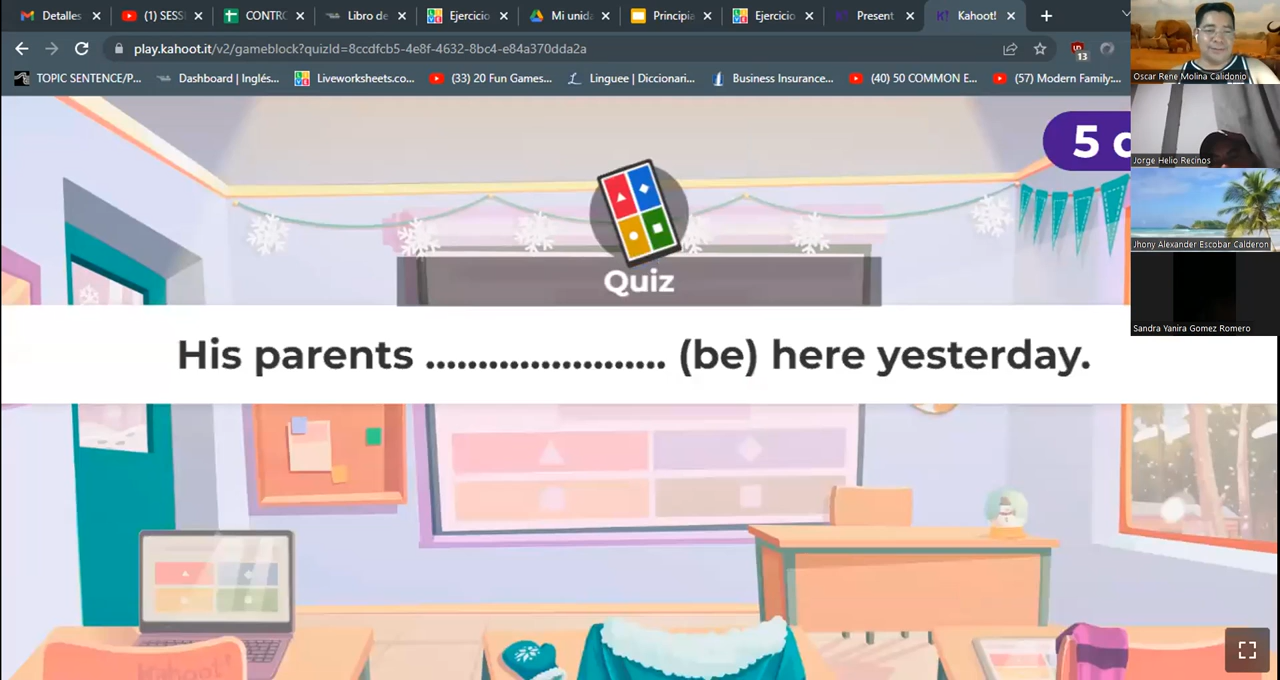 Detalles
(1) SESS
CONTRO
Libro de
Ejercicio
Mi unida
Principia
Ejercicio
Present
Kahoot!
play.kahoot.it/v2/gameblock?quizId=8ccdfcb5-4e8f-4632-8bc4-e84a370dda2a
13
TOPIC SENTENCE/P...
Dashboard | Inglés...
Liveworksheets.co...
(33) 20 Fun Games...
Linguee | Diccionari...
Business Insurance...
(40) 50 COMMON E...
(57) Modern Family:...
Oscar Rene Molina Calidonio
Jorge Helio Recinos
Jhony Alexander Escobar Calderon
Sandra Yanira Gomez Romero
5 o
Quiz
His parents ....................... (be) here yesterday.
Kahoot!